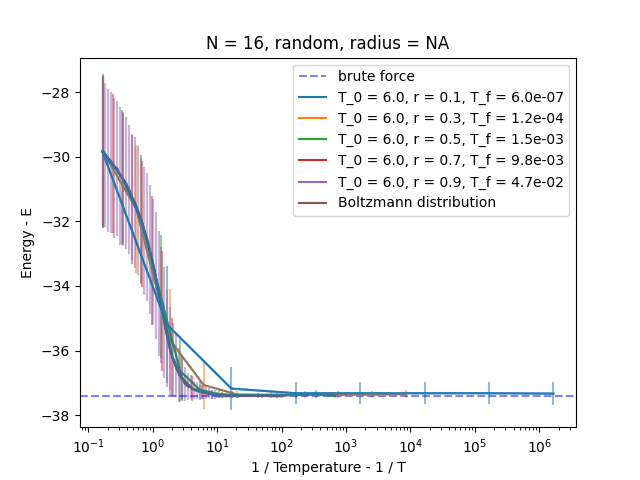 N = 16, random, radius = NA
brute force
T_0 = 6.0, r = 0.1, T_f = 6.0e-07
T_0 = 6.0, r = 0.3, T_f = 1.2e-04
T_0 = 6.0, r = 0.5, T_f = 1.5e-03
T_0 = 6.0, r = 0.7, T_f = 9.8e-03
T_0 = 6.0, r = 0.9, T_f = 4.7e-02
Boltzmann distribution
Energy - E
−28
−30
−32
−34
−36
−38
10⁻¹ 10⁰ 10¹ 10² 10³ 10⁴ 10⁵ 10⁶
1 / Temperature - 1 / T